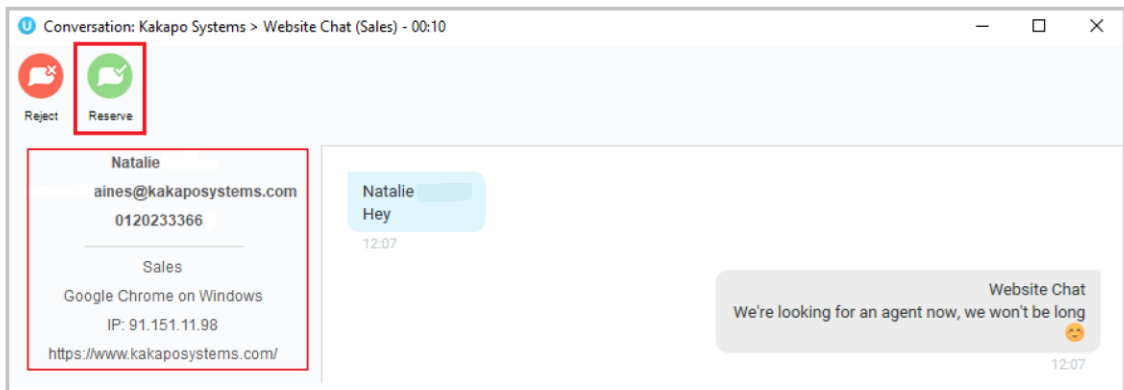 Conversation: Kakapo Systems > Website Chat (Sales) - 00:10
Reject
Reserve
Natalie
aines@kakaposystems.com
0120233366
Sales
Google Chrome on Windows
IP: 91.151.11.98
https://www.kakaposystems.com/
Natalie
Hey
12:07
Website Chat
We're looking for an agent now, we won't be long
😊
12:07